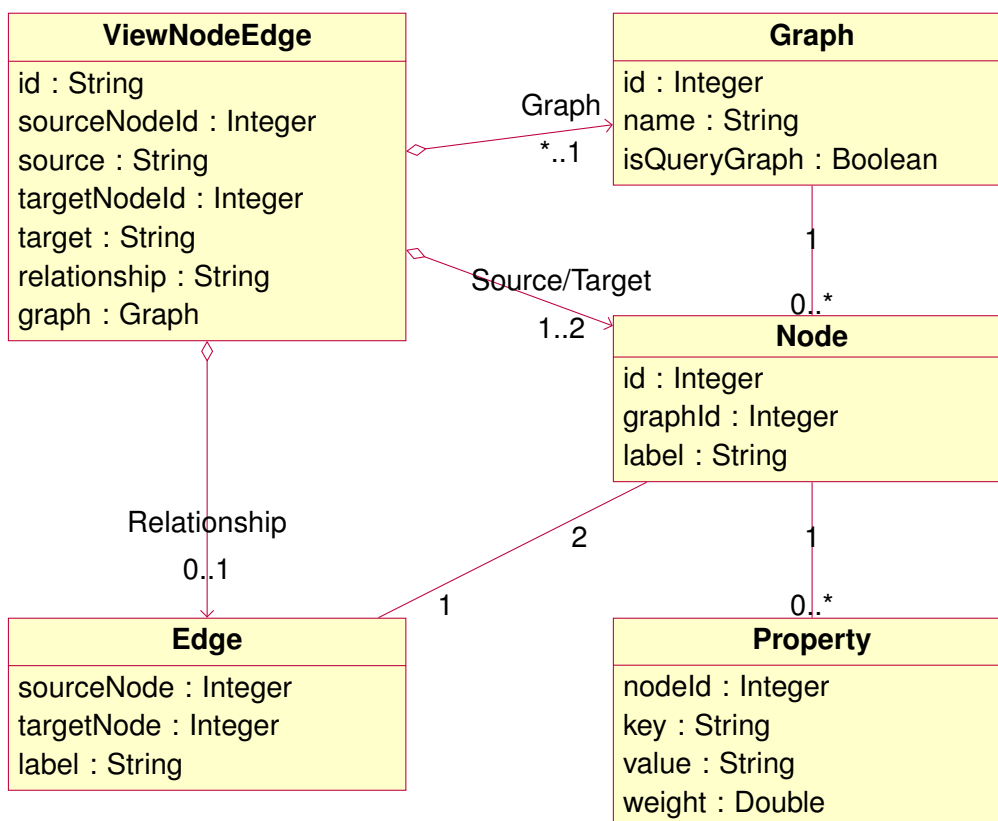 ViewNodeEdge
id : String
sourceNodeId : Integer
source : String
targetNodeId : Integer
target : String
relationship : String
graph : Graph
Graph
*..1
Graph
id : Integer
name : String
isQueryGraph : Boolean
1
0..*
Source/Target
1..2
Node
id : Integer
graphId : Integer
label : String
Relationship
0..1
2
1
1
0..*
Edge
sourceNode : Integer
targetNode : Integer
label : String
Property
nodeId : Integer
key : String
value : String
weight : Double